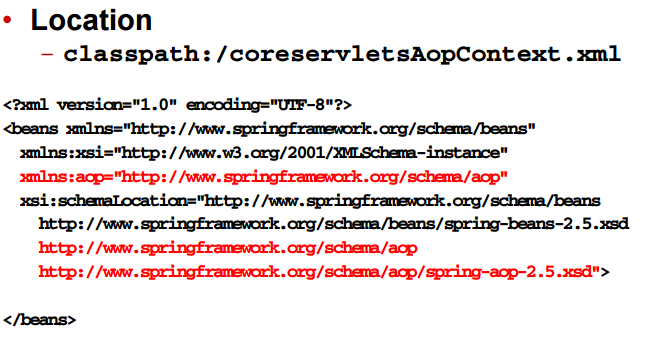 • Location
– classpath:/coreservletsAopContext.xml
<?xml version="1.0" encoding="UTF-8"?>
<beans xmlns="http://www.springframework.org/schema/beans"
xmlns:xsi="http://www.w3.org/2001/XMLSchema-instance"
xmlns:aop="http://www.springframework.org/schema/aop"
xsi:schemaLocation="http://www.springframework.org/schema/beans
http://www.springframework.org/schema/beans/spring-beans-2.5.xsd
http://www.springframework.org/schema/aop
http://www.springframework.org/schema/aop/spring-aop-2.5.xsd">
</beans>